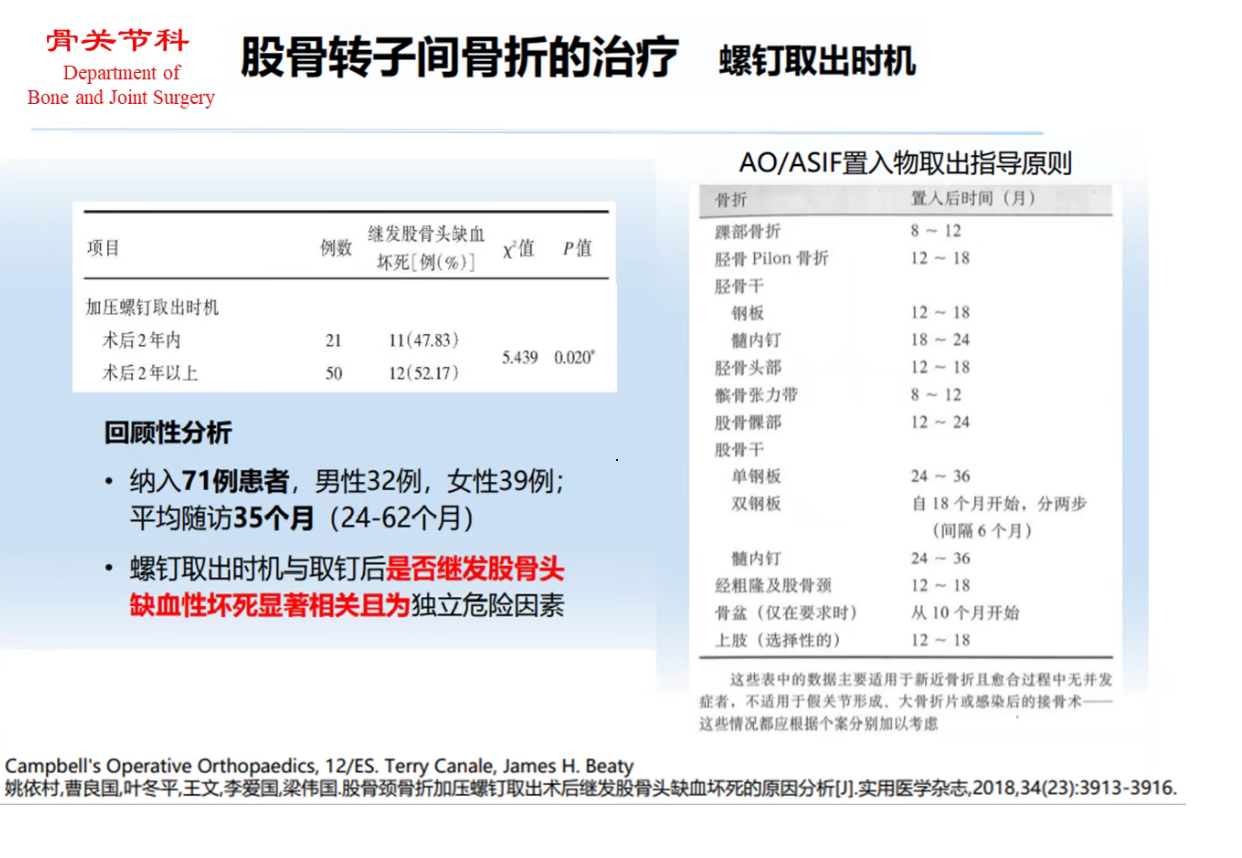 骨关节科
Department of
Bone and Joint Surgery
股骨转子间骨折的治疗 螺钉取出时机
项目 例数 继发股骨头缺血坏死[例(%)] χ²值 P值
加压螺钉取出时机
术后2年内 21 11(47.83)
5.439 0.020*
术后2年以上 50 12(52.17)
回顾性分析
• 纳入71例患者，男性32例，女性39例；
平均随访35个月（24-62个月）
• 螺钉取出时机与取钉后是否继发股骨头
缺血性坏死显著相关且为独立危险因素
AO/ASIF置入物取出指导原则
骨折 置入后时间（月）
踝部骨折 8 ~ 12
胫骨 Pilon 骨折 12 ~ 18
胫骨干
钢板 12 ~ 18
髓内钉 18 ~ 24
胫骨头部 12 ~ 18
髌骨张力带 8 ~ 12
股骨髁部 12 ~ 24
股骨干
单钢板 24 ~ 36
双钢板 自 18 个月开始，分两步
（间隔 6 个月）
髓内钉 24 ~ 36
经粗隆及股骨颈 12 ~ 18
骨盆（仅在要求时） 从 10 个月开始
上肢（选择性的） 12 ~ 18
这些表中的数据主要适用于新近骨折且愈合过程中无并发
症者，不适用于假关节形成、大骨折片或感染后的接骨术——
这些情况都应根据个案分别加以考虑
Campbell's Operative Orthopaedics, 12/ES. Terry Canale, James H. Beaty
姚依村,曹良国,叶冬平,王文,李爱国,梁伟国.股骨颈骨折加压螺钉取出术后继发股骨头缺血坏死的原因分析[J].实用医学杂志,2018,34(23):3913-3916.